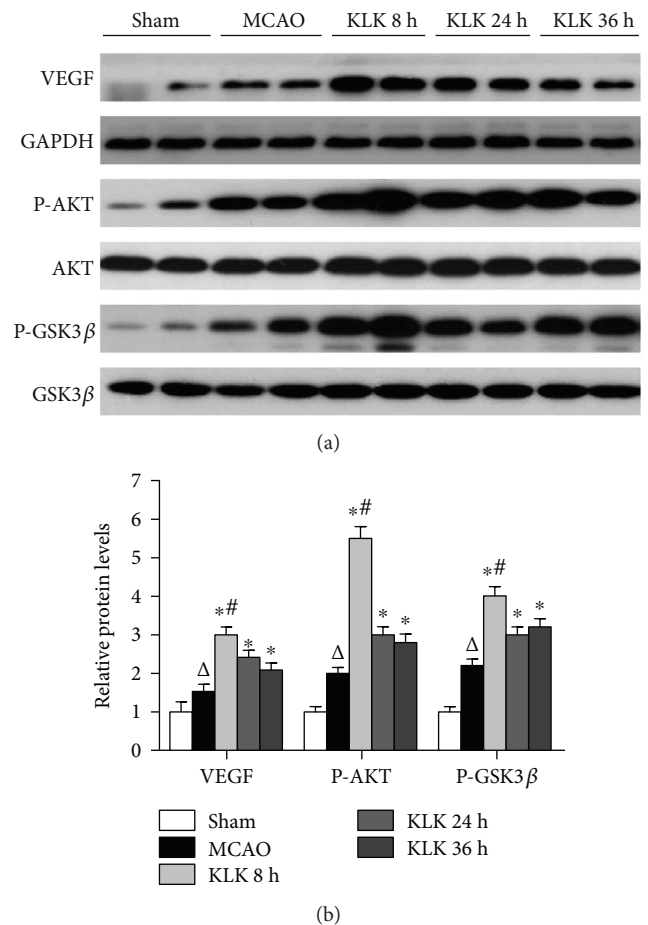 Sham MCAO KLK 8 h KLK 24 h KLK 36 h
VEGF
GAPDH
P-AKT
AKT
P-GSK3β
GSK3β
(a)
7
6
5
4
3
2
1
0
Relative protein levels
Δ *# * *
Δ *# * *
Δ *# * *
VEGF P-AKT P-GSK3β
Sham KLK 24 h
MCAO KLK 36 h
KLK 8 h
(b)